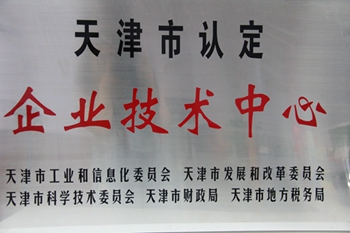 天津市认定
企业技术中心
天津市工业和信息化委员会 天津市发展和改革委员会
天津市科学技术委员会 天津市财政局 天津市地方税务局